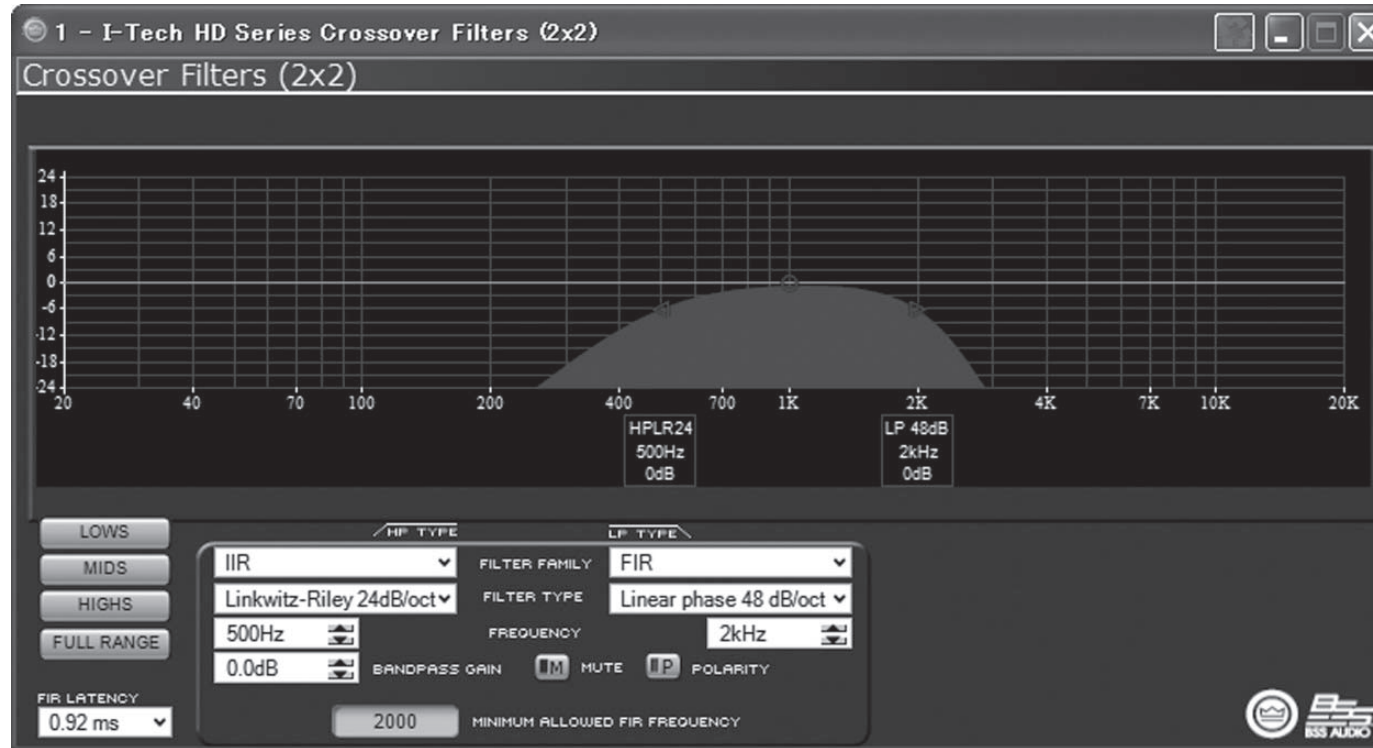 1 - I-Tech HD Series Crossover Filters (2x2)
Crossover Filters (2x2)
24
18
12
6
0
-6
-12
-18
-24
20 40 70 100 200 400 700 1K 2K 4K 7K 10K 20K
HPLR24 LP 48dB
500Hz 2kHz
0dB 0dB
LOWS
MIDS
HIGHS
FULL RANGE
FIR LATENCY
0.92 ms
HP TYPE LP TYPE
IIR FILTER FAMILY FIR
Linkwitz-Riley 24dB/oct FILTER TYPE Linear phase 48 dB/oct
500Hz FREQUENCY 2kHz
0.0dB BANDPASS GAIN M MUTE P POLARITY
2000 MINIMUM ALLOWED FIR FREQUENCY
BSS
BSS AUDIO